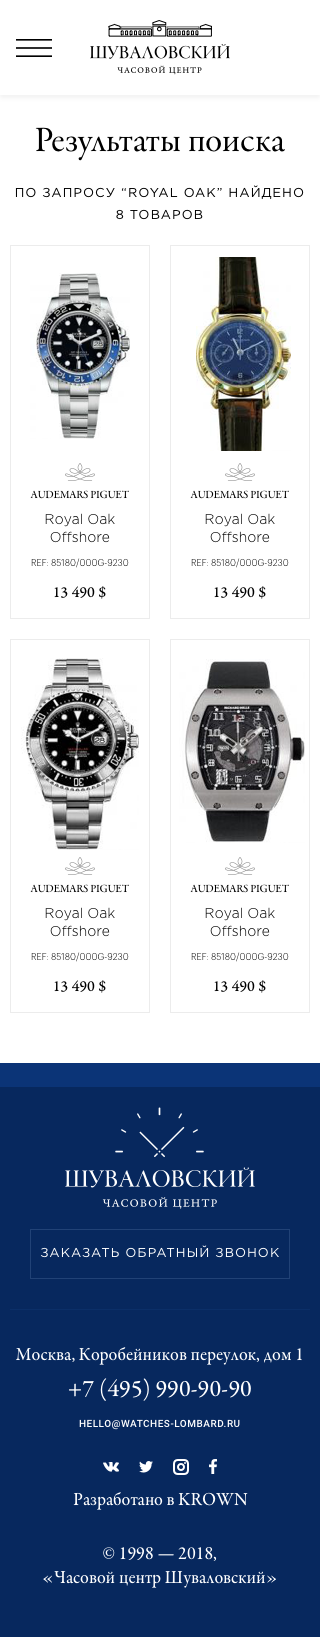 ШУВАЛОВСКИЙ
ЧАСОВОЙ ЦЕНТР
Результаты поиска
ПО ЗАПРОСУ “ROYAL OAK” НАЙДЕНО
8 ТОВАРОВ
AUDEMARS PIGUET
Royal Oak
Offshore
REF: 85180/000G-9230
13 490 $
AUDEMARS PIGUET
Royal Oak
Offshore
REF: 85180/000G-9230
13 490 $
RICHARD MILLE
AUDEMARS PIGUET
Royal Oak
Offshore
REF: 85180/000G-9230
13 490 $
AUDEMARS PIGUET
Royal Oak
Offshore
REF: 85180/000G-9230
13 490 $
ШУВАЛОВСКИЙ
ЧАСОВОЙ ЦЕНТР
ЗАКАЗАТЬ ОБРАТНЫЙ ЗВОНОК
Москва, Коробейников переулок, дом 1
+7 (495) 990-90-90
HELLO@WATCHES-LOMBARD.RU
Разработано в KROWN
© 1998 — 2018,
«Часовой центр Шуваловский»